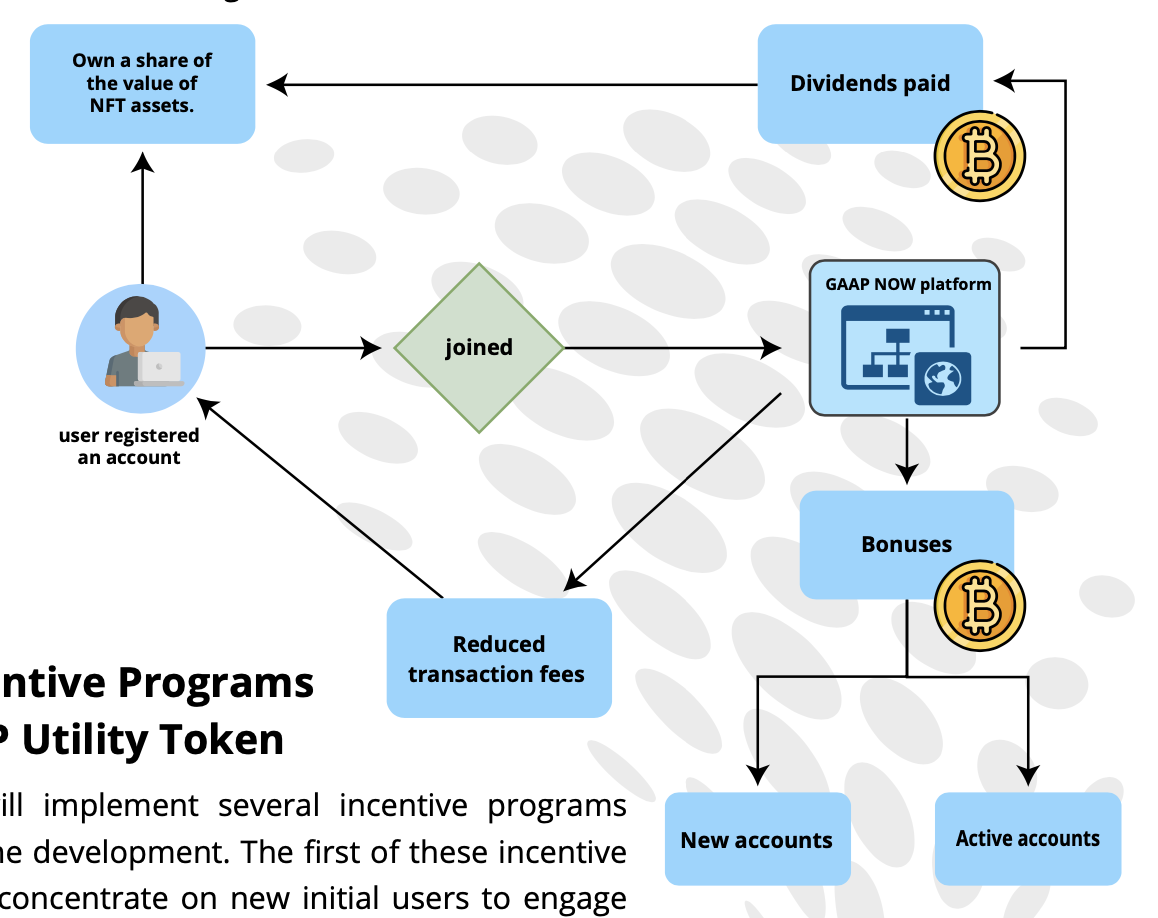 Own a share of
the value of
NFT assets.
Dividends paid
GAAP NOW platform
joined
user registered
an account
Bonuses
Reduced
transaction fees
ntive Programs
P Utility Token
ill implement several incentive programs
ne development. The first of these incentive
concentrate on new initial users to engage
New accounts
Active accounts